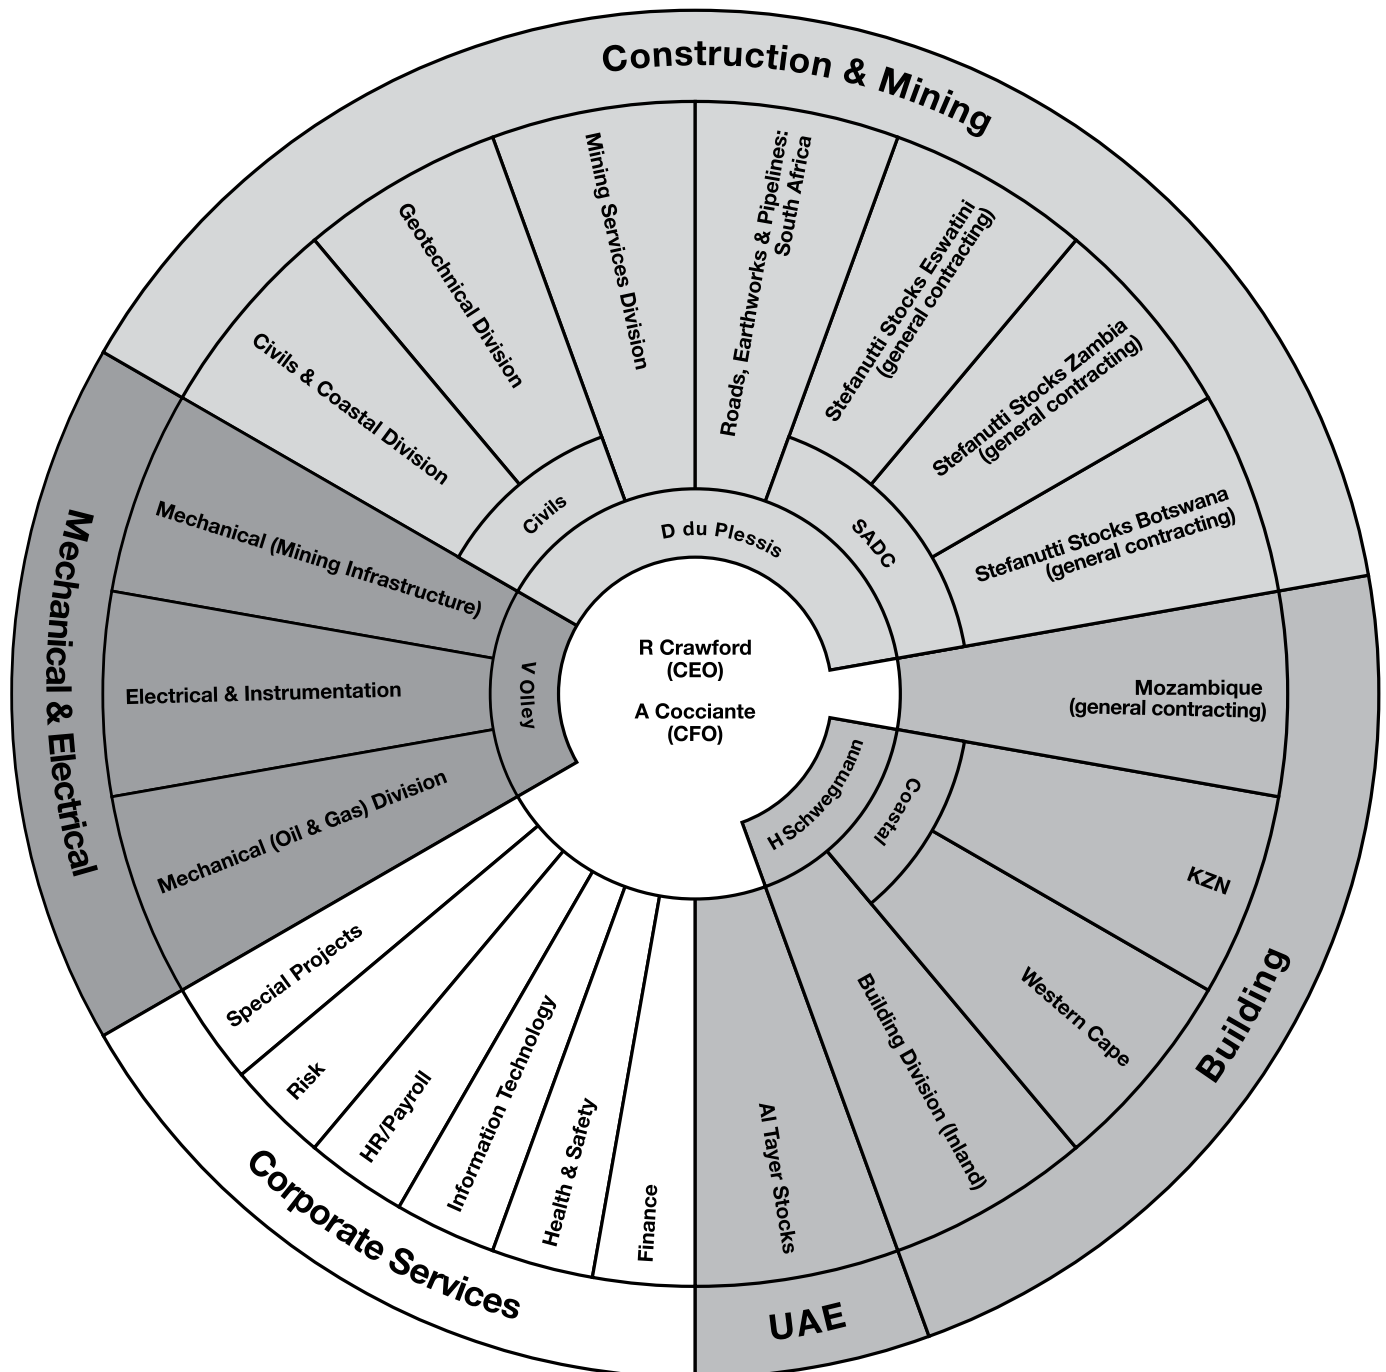 Construction & Mining
Civils & Coastal Division
Geotechnical Division
Mining Services Division
Roads, Earthworks & Pipelines:
South Africa
Stefanutti Stocks Eswatini
(general contracting)
Stefanutti Stocks Zambia
(general contracting)
Stefanutti Stocks Botswana
(general contracting)
Civils
D du Plessis
SADC
R Crawford
(CEO)
A Cocciante
(CFO)
Mechanical & Electrical
Mechanical (Mining Infrastructure)
Electrical & Instrumentation
Mechanical (Oil & Gas) Division
V Olley
Building
Mozambique
(general contracting)
KZN
Western Cape
Building Division (Inland)
Coastal
H Schwegmann
UAE
Al Tayer Stocks
Corporate Services
Special Projects
Risk
HR/Payroll
Information Technology
Health & Safety
Finance